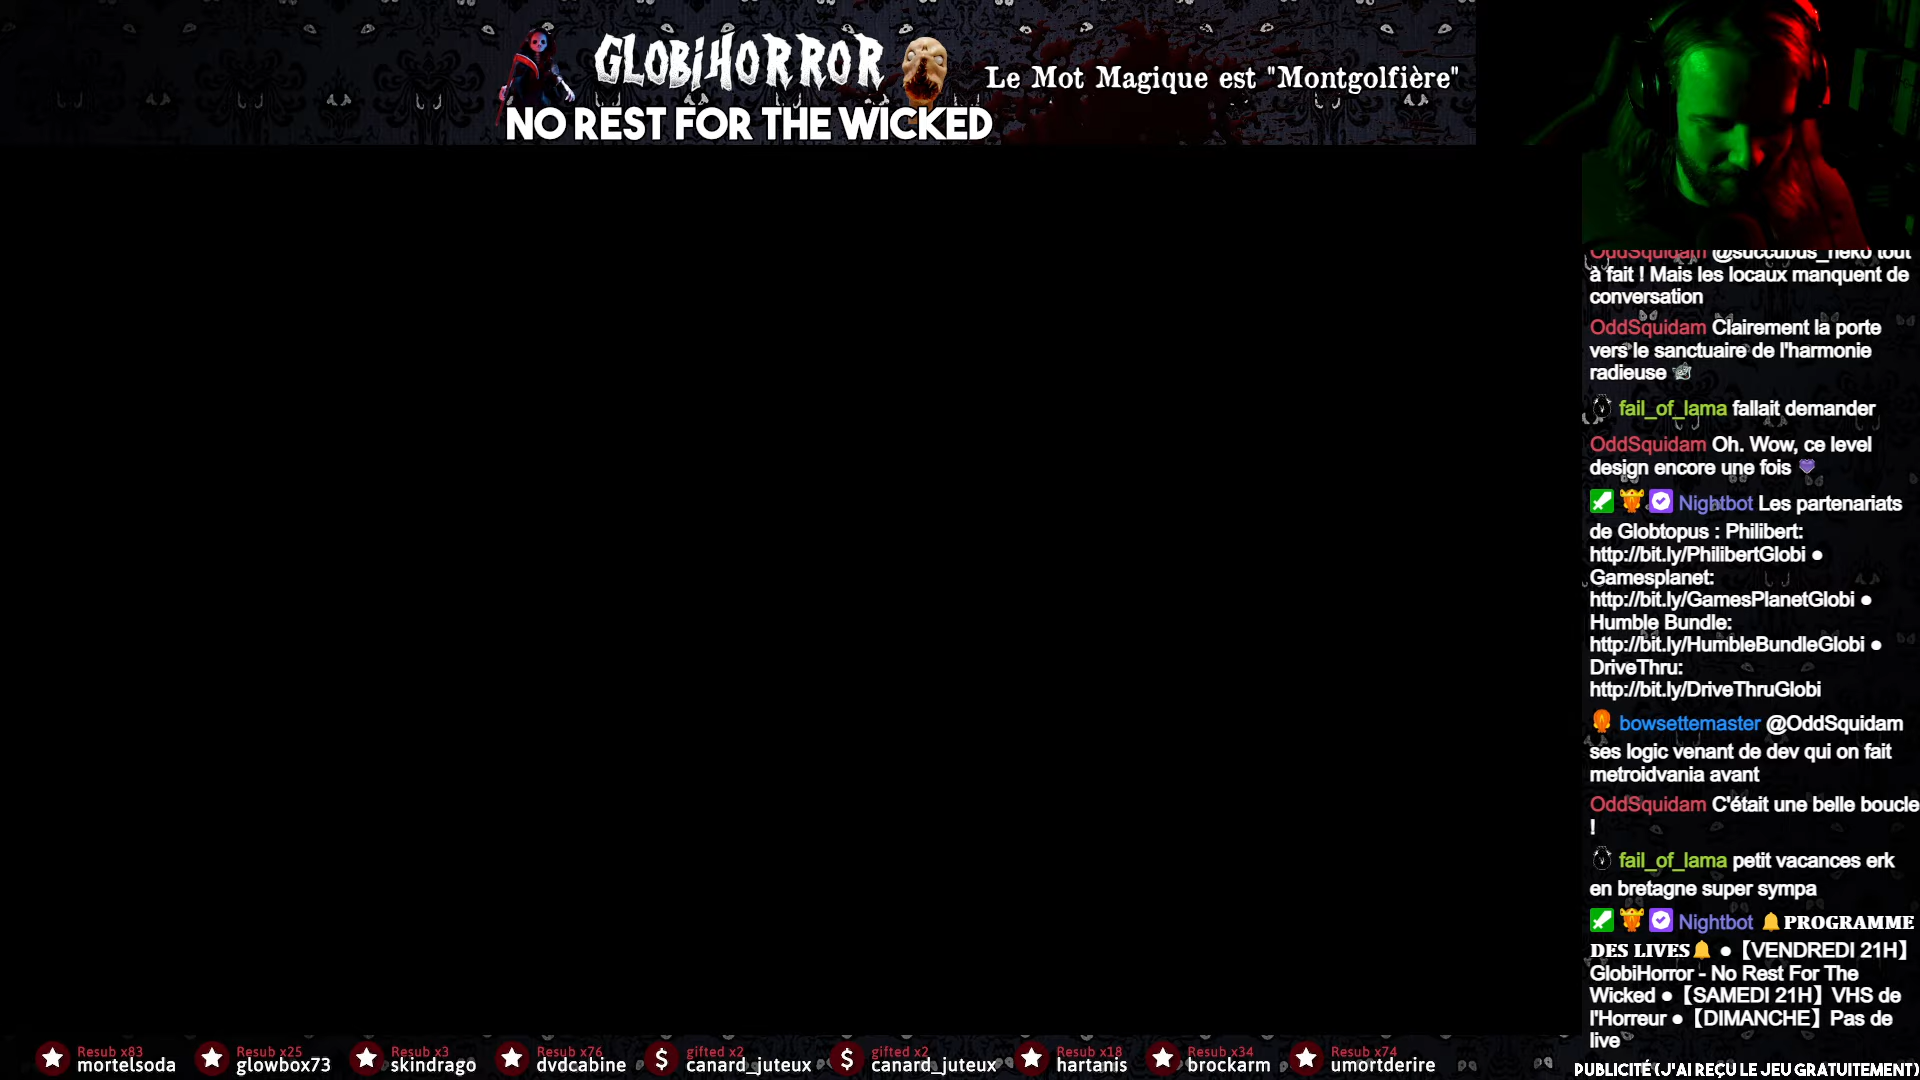 GLOBIHORROR
Le Mot Magique est "Montgolfière"
NO REST FOR THE WICKED
OddSquidam @succubus_neko tout
à fait ! Mais les locaux manquent de
conversation
OddSquidam Clairement la porte
vers le sanctuaire de l'harmonie
radieuse
fail_of_lama fallait demander
OddSquidam Oh. Wow, ce level
design encore une fois 💜
Nightbot Les partenariats
de Globtopus : Philibert:
http://bit.ly/PhilibertGlobi ●
Gamesplanet:
http://bit.ly/GamesPlanetGlobi ●
Humble Bundle:
http://bit.ly/HumbleBundleGlobi ●
DriveThru:
http://bit.ly/DriveThruGlobi
bowsettemaster @OddSquidam
ses logic venant de dev qui on fait
metroidvania avant
OddSquidam C'était une belle boucle
!
fail_of_lama petit vacances erk
en bretagne super sympa
Nightbot 🔔PROGRAMME
DES LIVES🔔 ●【VENDREDI 21H】
GlobiHorror - No Rest For The
Wicked ●【SAMEDI 21H】VHS de
l'Horreur ●【DIMANCHE】Pas de
live
Resub x83
mortelsoda
Resub x25
glowbox73
Resub x3
skindrago
Resub x76
dvdcabine
gifted x2
canard_juteux
gifted x2
canard_juteux
Resub x18
hartanis
Resub x34
brockarm
Resub x74
umortderire
PUBLICITÉ (J'AI REÇU LE JEU GRATUITEMENT)